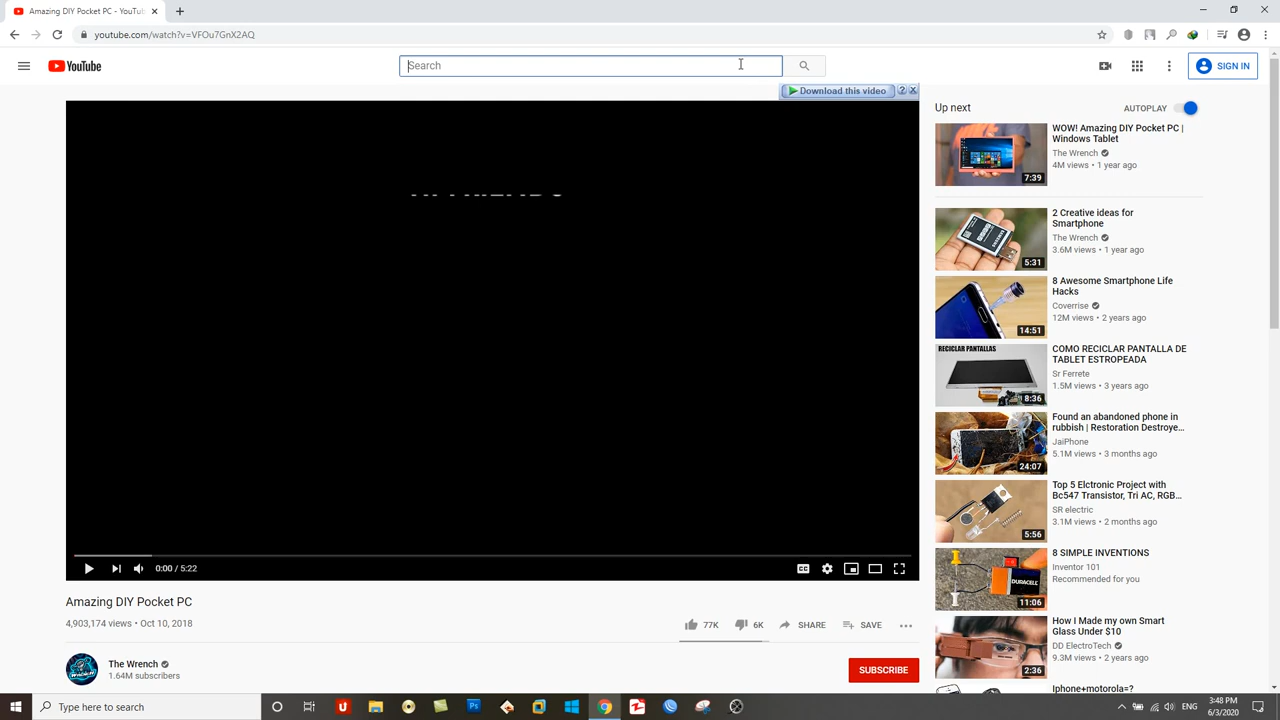 Amazing DIY Pocket PC - YouTub
youtube.com/watch?v=VFOu7GnX2AQ
YouTube
Search
SIGN IN
Download this video
Up next
AUTOPLAY
WOW! Amazing DIY Pocket PC |
Windows Tablet
The Wrench
4M views • 1 year ago
7:39
2 Creative ideas for
Smartphone
The Wrench
3.6M views • 1 year ago
SAMSUNG
5:31
8 Awesome Smartphone Life
Hacks
Coverrise
12M views • 2 years ago
14:51
RECICLAR PANTALLAS
COMO RECICLAR PANTALLA DE
TABLET ESTROPEADA
Sr Ferrete
1.5M views • 3 years ago
8:36
Found an abandoned phone in
rubbish | Restoration Destroye...
JaiPhone
5.1M views • 3 months ago
24:07
Top 5 Elctronic Project with
Bc547 Transistor, Tri AC, RGB...
SR electric
3.1M views • 2 months ago
5:56
8 SIMPLE INVENTIONS
Inventor 101
Recommended for you
DURACELL
11:06
How I Made my own Smart
Glass Under $10
DD ElectroTech
9.3M views • 2 years ago
2:36
Iphone+motorola=?
0:00 / 5:22
Amazing DIY Pocket PC
4,903,174 views • Oct 10, 2018
77K
6K
SHARE
SAVE
The Wrench
1.64M subscribers
SUBSCRIBE
Type here to search
ENG
3:48 PM
6/3/2020